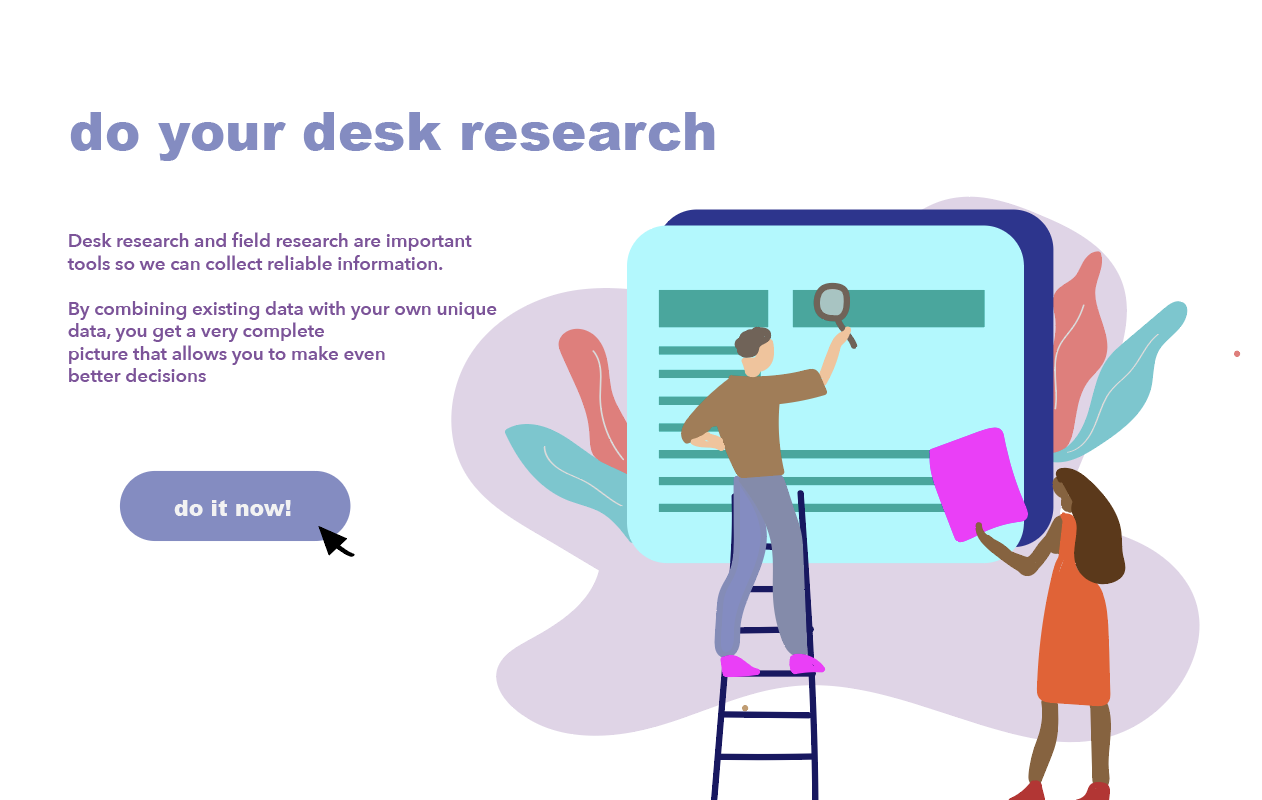 do your desk research
Desk research and field research are important
tools so we can collect reliable information.
By combining existing data with your own unique
data, you get a very complete
picture that allows you to make even
better decisions
do it now!